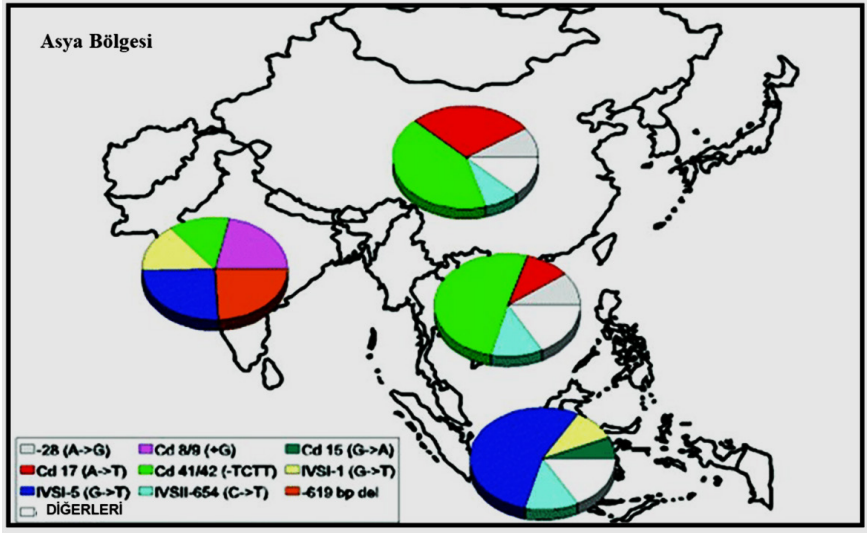 Asya Bölgesi
-28 (A->G) Cd 8/9 (+G) Cd 15 (G->A)
Cd 17 (A->T) Cd 41/42 (-TCTT) IVSI-1 (G->T)
IVSI-5 (G->T) IVSII-654 (C->T) -619 bp del
DİĞERLERİ